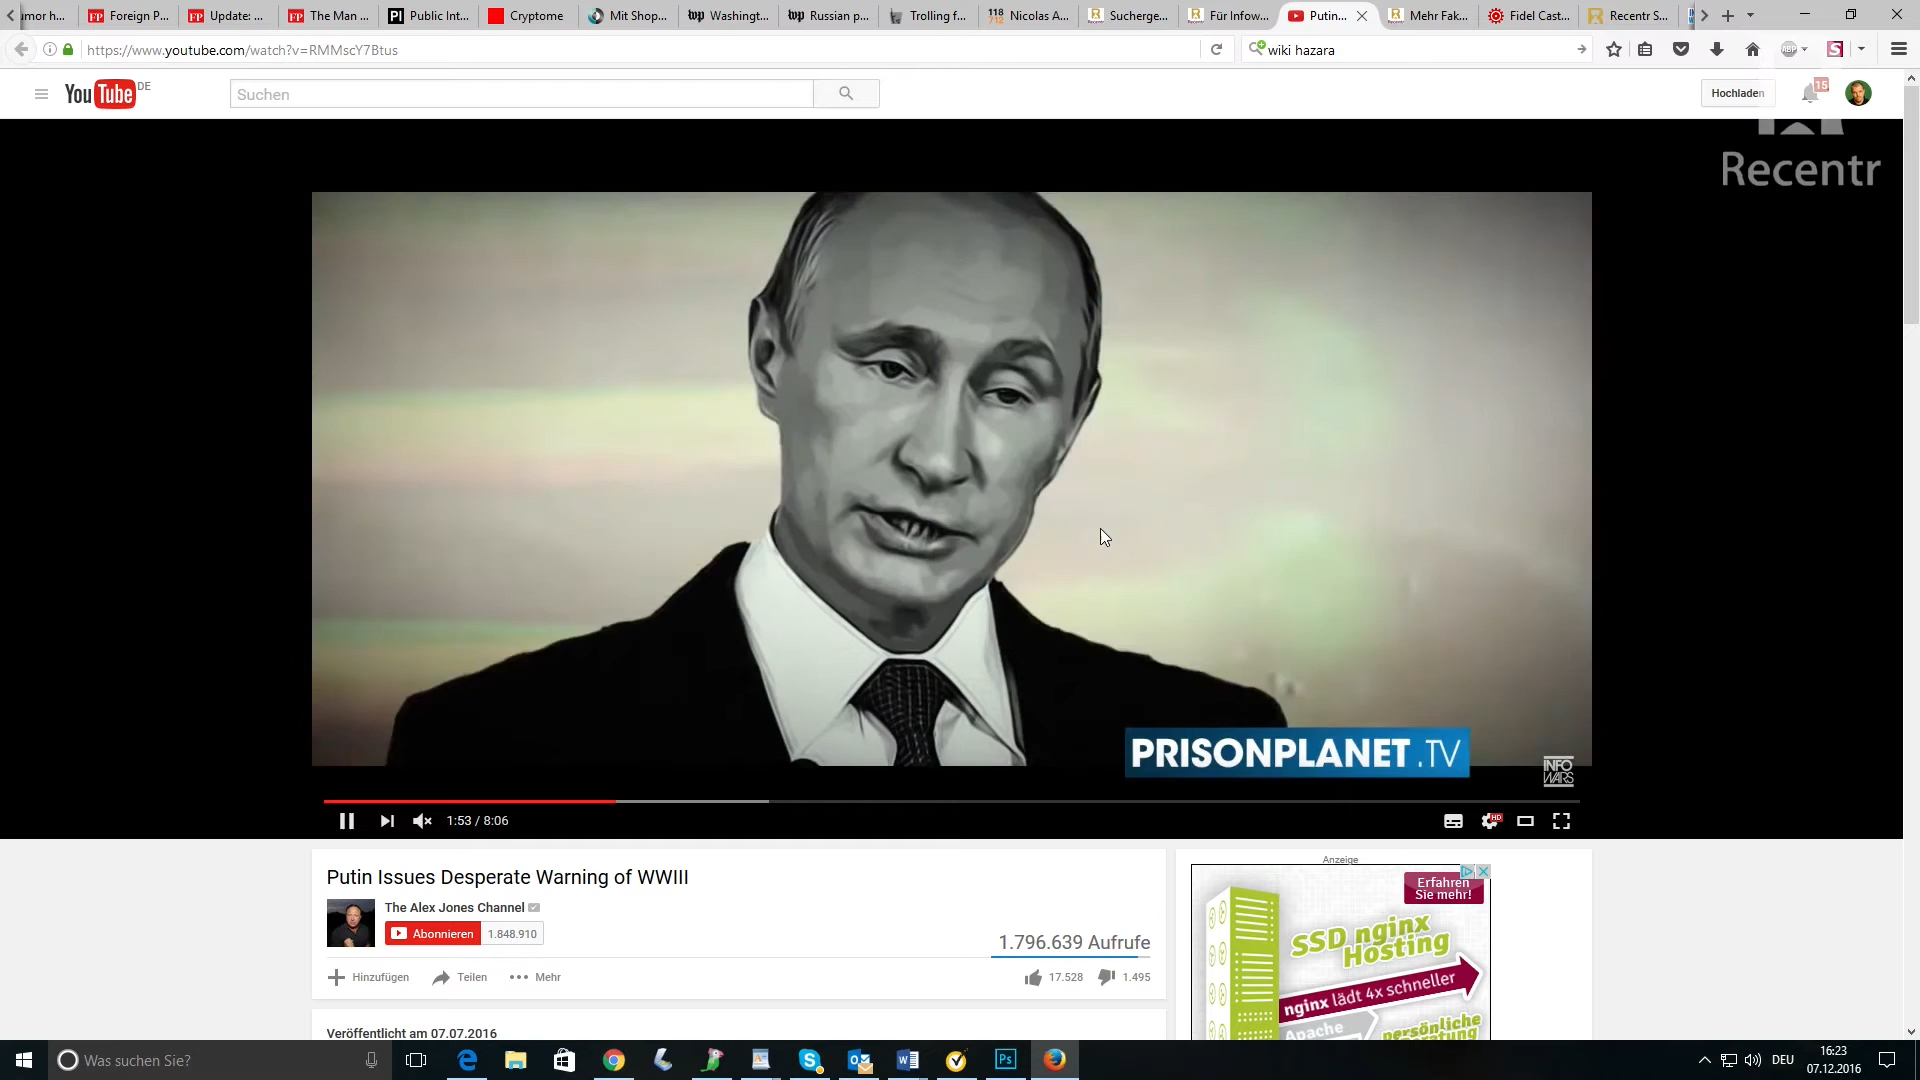 umor h...
Foreign P...
Update: ...
The Man ...
Public Int...
Cryptome
Mit Shop...
Washingt...
Russian p...
Trolling f...
Nicolas A...
Sucherge...
Für Infow...
Putin...
Mehr Fak...
Fidel Cast...
Recentr S...
https://www.youtube.com/watch?v=RMMscY7Btus
wiki hazara
YouTube DE
Suchen
Hochladen
15
Recentr
PRISONPLANET.TV
INFO
WARS
1:53 / 8:06
HD
Putin Issues Desperate Warning of WWIII
The Alex Jones Channel
Abonnieren 1.848.910
1.796.639 Aufrufe
Hinzufügen Teilen Mehr
17.528 1.495
Veröffentlicht am 07.07.2016
Anzeige
Erfahren
Sie mehr!
SSD nginx
Hosting
nginx lädt 4x schneller
Apache
persönliche
Was suchen Sie?
DEU
16:23
07.12.2016